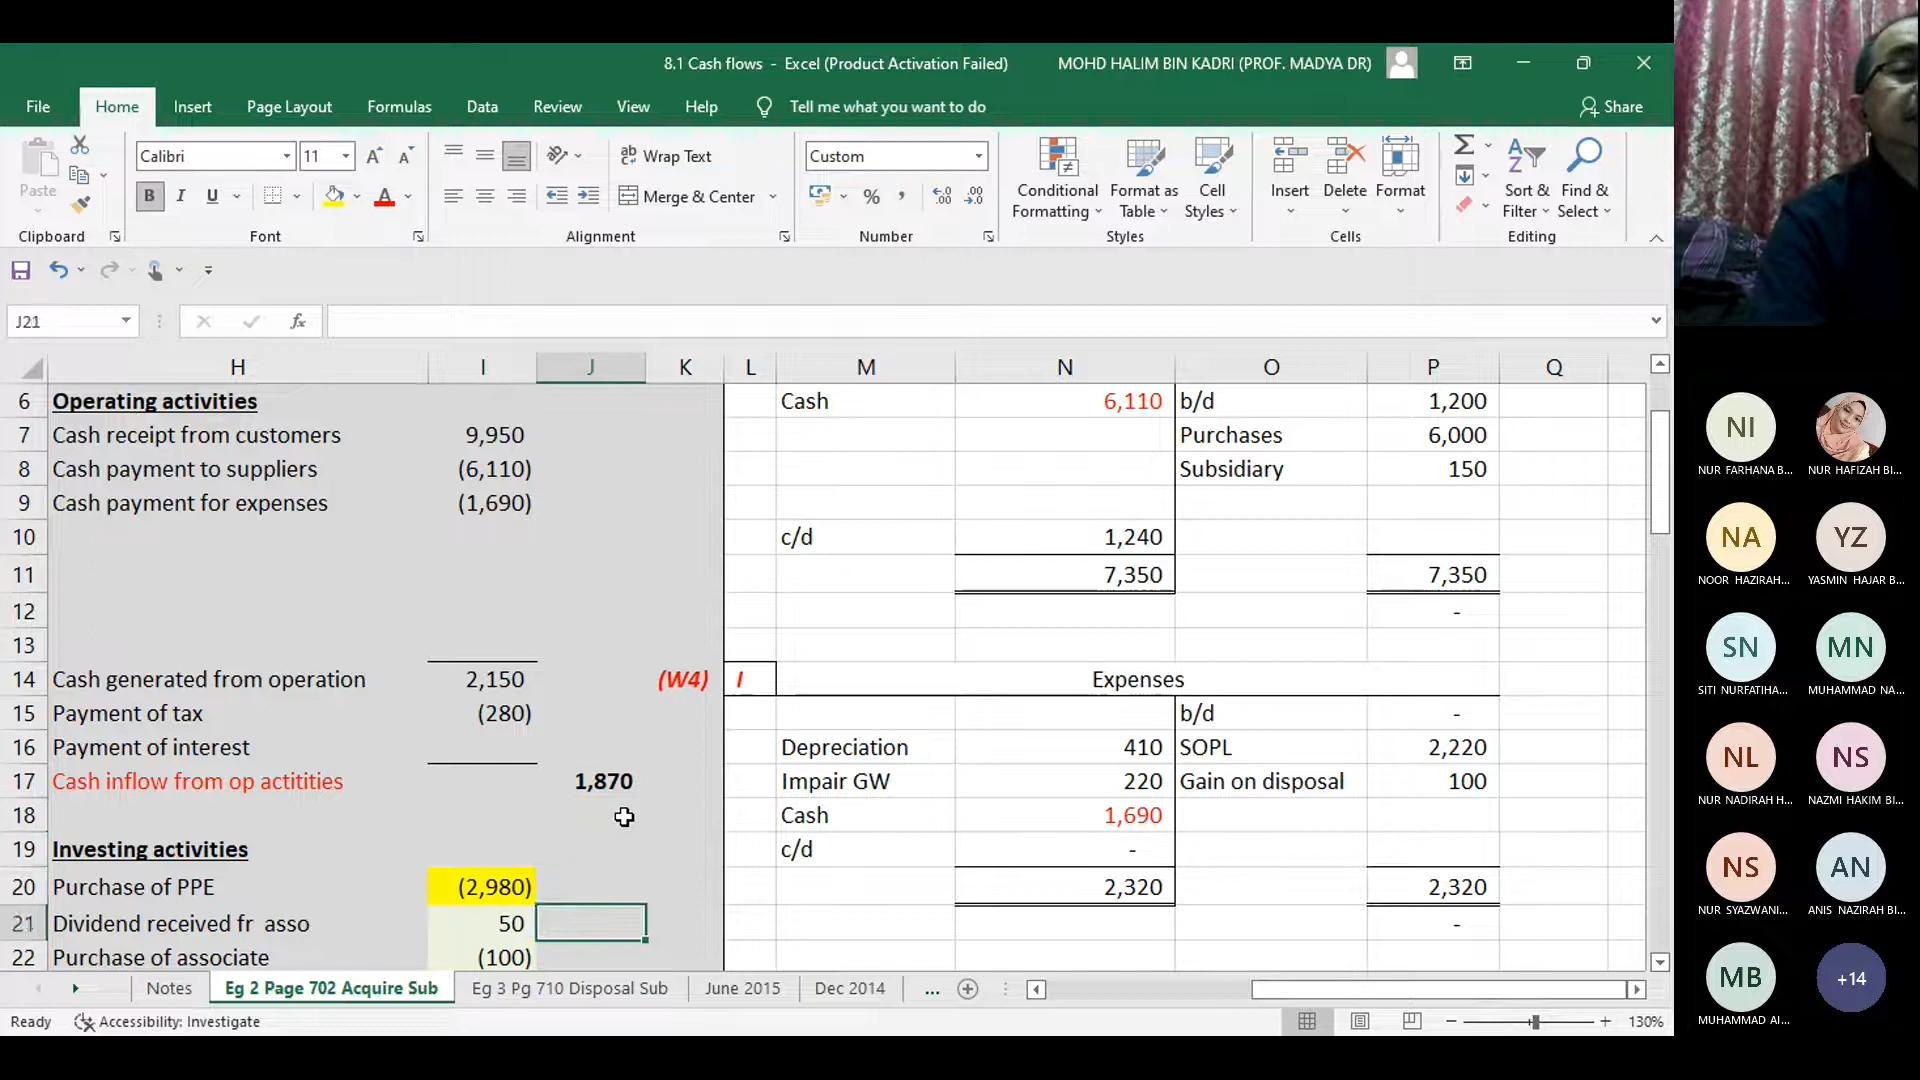 8.1 Cash flows - Excel (Product Activation Failed) MOHD HALIM BIN KADRI (PROF. MADYA DR)
File Home Insert Page Layout Formulas Data Review View Help Tell me what you want to do Share
Paste Calibri 11 Wrap Text Custom Conditional Formatting Format as Table Cell Styles Insert Delete Format Sort & Filter Find & Select
B I U Merge & Center %
Clipboard Font Alignment Number Styles Cells Editing
J21 fx
H I J K L M N O P Q
6 Operating activities Cash 6,110 b/d 1,200
7 Cash receipt from customers 9,950 Purchases 6,000
8 Cash payment to suppliers (6,110) Subsidiary 150
9 Cash payment for expenses (1,690)
10 c/d 1,240
11 7,350 7,350
12 -
13
14 Cash generated from operation 2,150 (W4) I Expenses
15 Payment of tax (280) b/d -
16 Payment of interest Depreciation 410 SOPL 2,220
17 Cash inflow from op actitities 1,870 Impair GW 220 Gain on disposal 100
18 Cash 1,690
19 Investing activities c/d -
20 Purchase of PPE (2,980) 2,320 2,320
21 Dividend received fr asso 50 -
22 Purchase of associate (100)
Notes Eg 2 Page 702 Acquire Sub Eg 3 Pg 710 Disposal Sub June 2015 Dec 2014 ...
Ready Accessibility: Investigate 130%
NI NUR FARHANA B...
NUR HAFIZAH BI...
NA NOOR HAZIRAH...
YZ YASMIN HAJAR B...
SN SITI NURFATIHA...
MN MUHAMMAD NA...
NL NUR NADIRAH H...
NS NAZMI HAKIM BI...
NS NUR SYAZWANI...
AN ANIS NAZIRAH BI...
MB MUHAMMAD AI...
+14